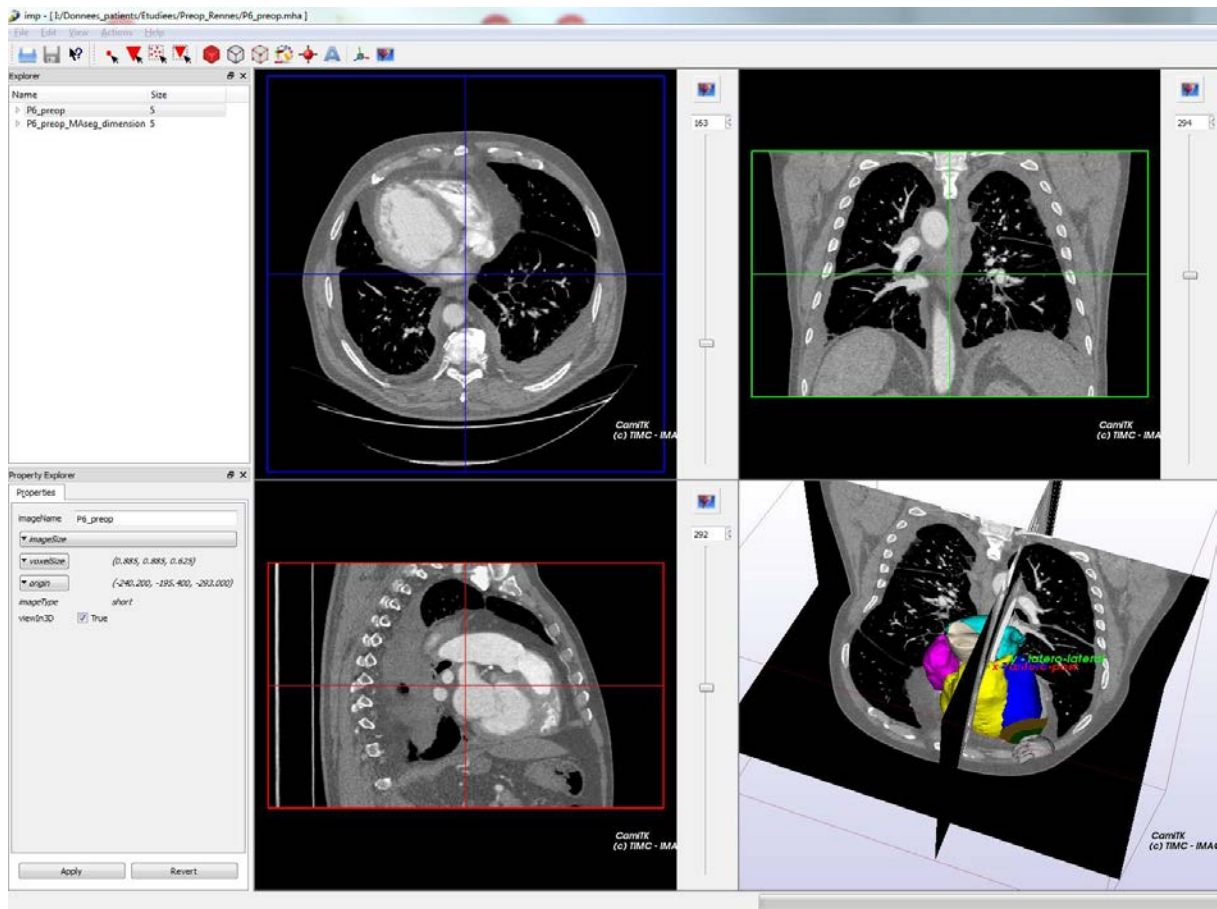 imp - [ I:/Donnees_patients/Etudiees/Preop_Rennes/P6_preop.mha ]
File Edit View Actions Help
Explorer
Name Size
P6_preop 5
P6_preop_MAseg_dimension 5
163
CamiTK
(c) TIMC - IMA
294
CamiTK
(c) TIMC - IMA
Property Explorer
Properties
imageName P6_preop
imageSize
voxelSize (0.885, 0.885, 0.625)
origin (-240.200, -195.400, -293.000)
imageType short
viewIn3D True
Apply Revert
292
CamiTK
(c) TIMC - IMA
latero-lateral
CamiTK
(c) TIMC - IMAG